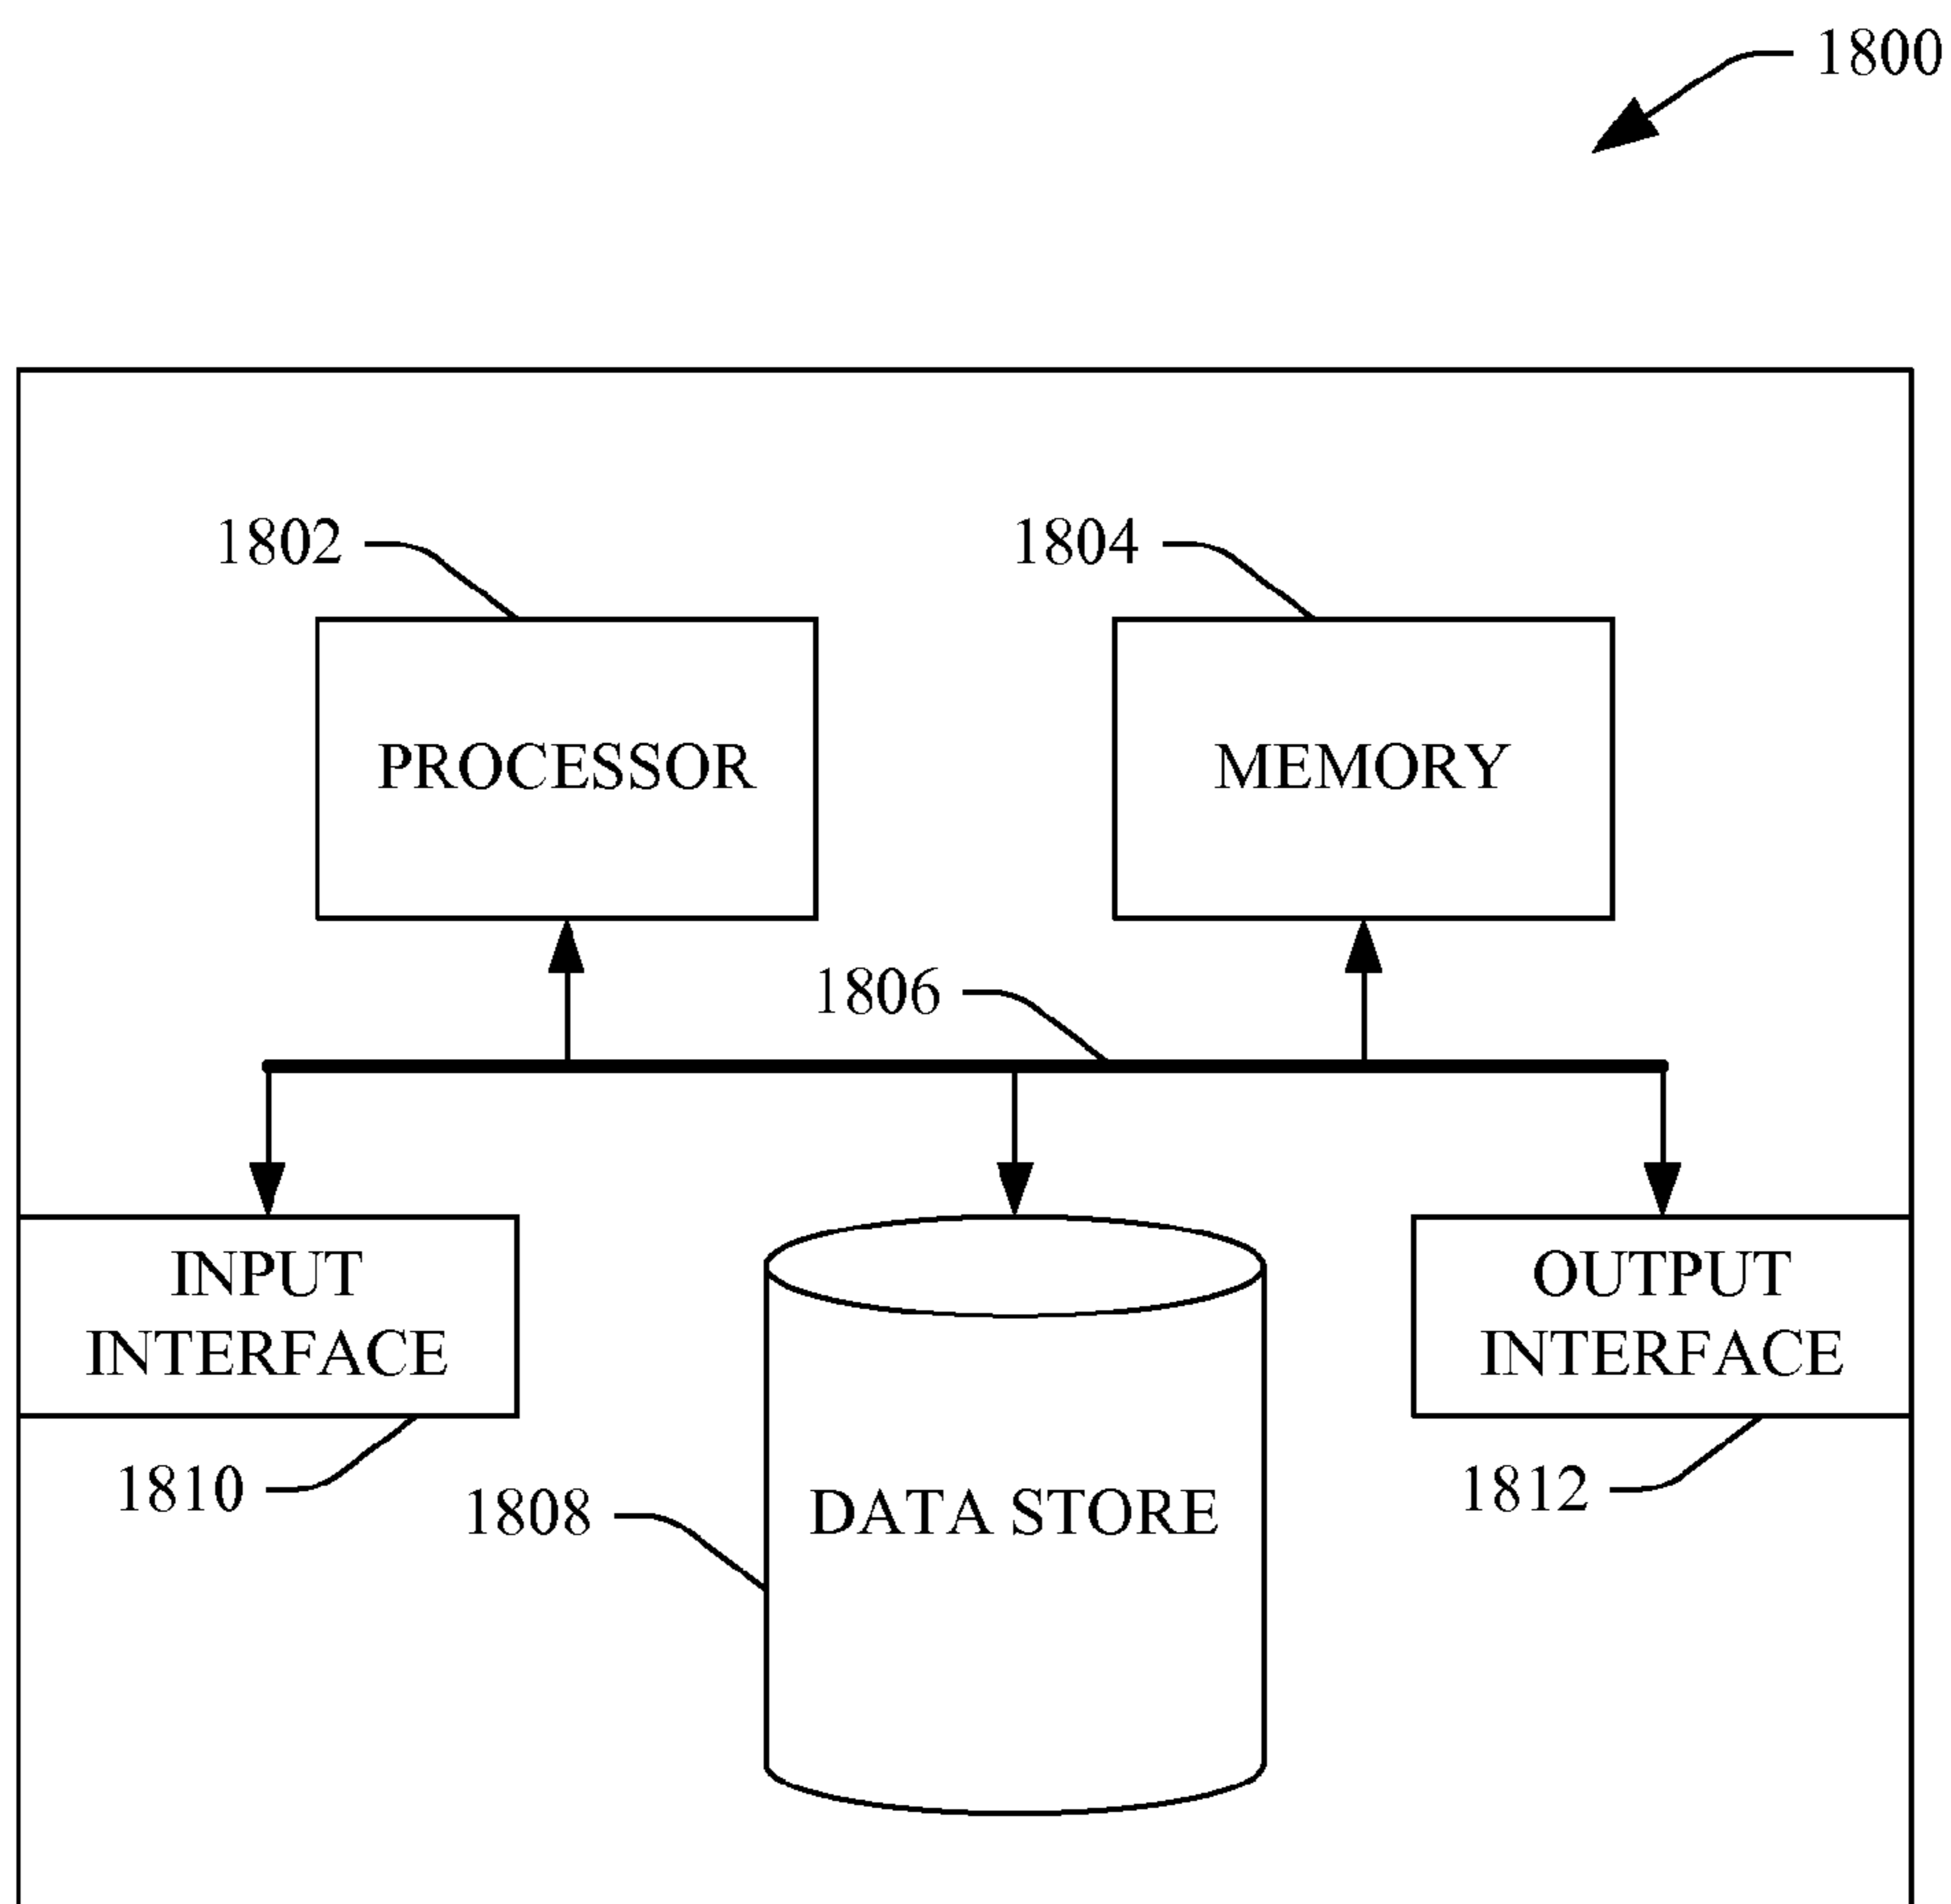 1800
1802
1804
PROCESSOR
MEMORY
1806
INPUT
INTERFACE
OUTPUT
INTERFACE
1810
1808
DATA STORE
1812